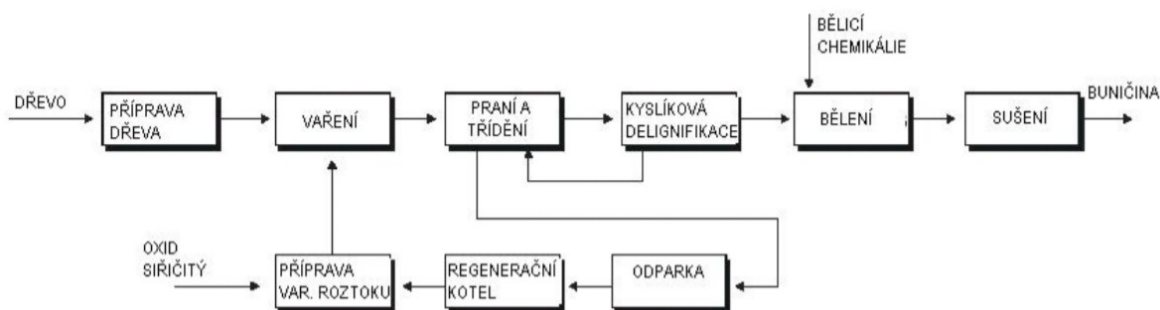 BĚLICÍ
CHEMIKÁLIE
DŘEVO
PŘÍPRAVA
DŘEVA
VAŘENÍ
PRANÍ A
TŘÍDĚNÍ
KYSLÍKOVÁ
DELIGNIFIKACE
BĚLENÍ
SUŠENÍ
BUNIČINA
OXID
SIŘIČITÝ
PŘÍPRAVA
VAR. ROZTOKU
REGENERAČNÍ
KOTEL
ODPARKA